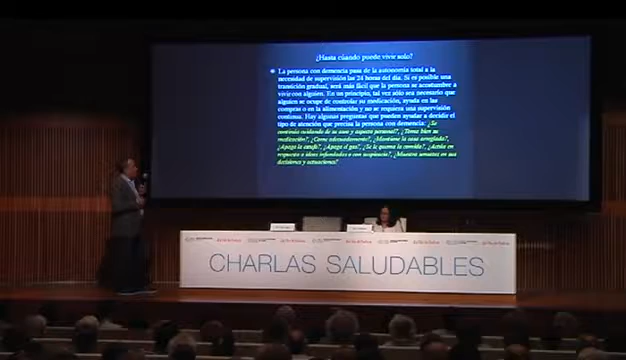 ¿Hasta cuándo puede vivir solo?
La persona con demencia pasa de la autonomía total a la
necesidad de supervisión las 24 horas del día. Si es posible una
transición gradual, será más fácil que la persona se acostumbre a
vivir con alguien. En un principio, tal vez sólo sea necesario que
alguien se ocupe de controlar su medicación, ayuda en las
compras o en la alimentación y no se requiera una supervisión
continua. Hay algunas preguntas que pueden ayudar a decidir el
tipo de atención que precisa la persona con demencia: ¿Se
continúa cuidando de su aseo y aspecto personal?, ¿Toma bien su
medicación?, ¿Come adecuadamente?, ¿Mantiene la casa arreglada?,
¿Apaga la estufa?, ¿Apaga el gas?, ¿Se le quema la comida?, ¿Actúa en
respuesta a ideas infundadas o con suspicacia?, ¿Muestra sensatez en sus
decisiones y actuaciones?
CHARLAS SALUDABLES